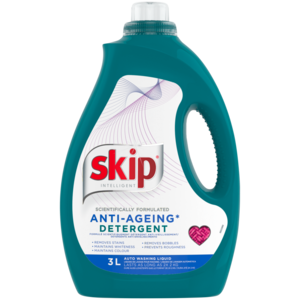 skip
INTELLIGENT
SCIENTIFICALLY FORMULATED
ANTI-AGEING*
DETERGENT
• REMOVES STAINS
• MAINTAINS WHITENESS
• MAINTAINS COLOUR
• REMOVES BOBBLES
• PREVENTS ROUGHNESS
3L AUTO WASHING LIQUID